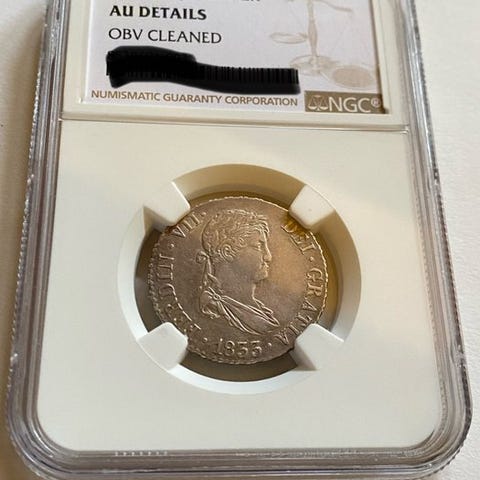 AU DETAILS
OBV CLEANED
NUMISMATIC GUARANTY CORPORATION
NGC®
FERDIN · VII · DEI · GRATIA
· 1833 ·